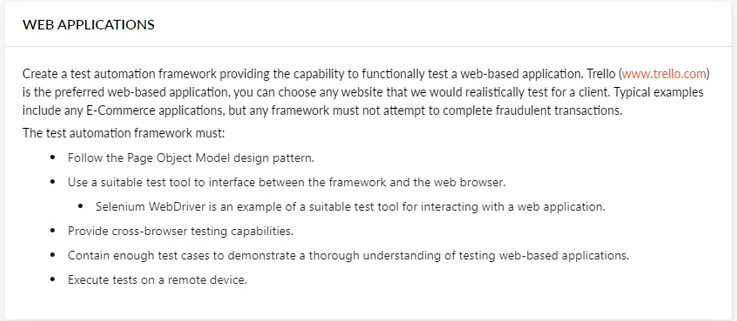 WEB APPLICATIONS
Create a test automation framework providing the capability to functionally test a web-based application. Trello (www.trello.com)
is the preferred web-based application, you can choose any website that we would realistically test for a client. Typical examples
include any E-Commerce applications, but any framework must not attempt to complete fraudulent transactions.
The test automation framework must:
• Follow the Page Object Model design pattern.
• Use a suitable test tool to interface between the framework and the web browser.
• Selenium WebDriver is an example of a suitable test tool for interacting with a web application.
• Provide cross-browser testing capabilities.
• Contain enough test cases to demonstrate a thorough understanding of testing web-based applications.
• Execute tests on a remote device.